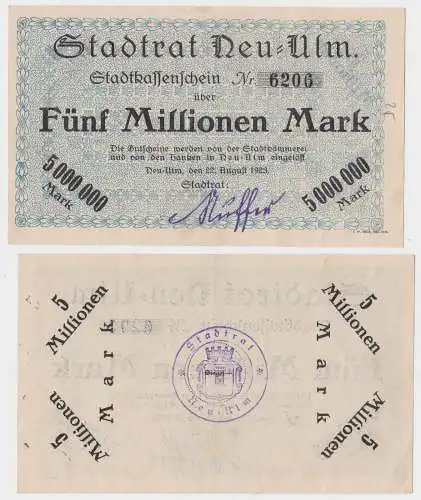 Stadtrat Neu-Ulm.
Stadtkassenschein Nr. 6206
über
Fünf Millionen Mark
Die Gutscheine werden von der Stadtkämmerei
und von den Banken in Neu-Ulm eingelöst
Neu-Ulm, den 22. August 1923.
Stadtrat:
5 000 000
Mark
5 000 000
Mark
5
Millionen
Mark
5
Millionen
Stadtrat
Neu-Ulm
5
Millionen
Mark
5
Millionen